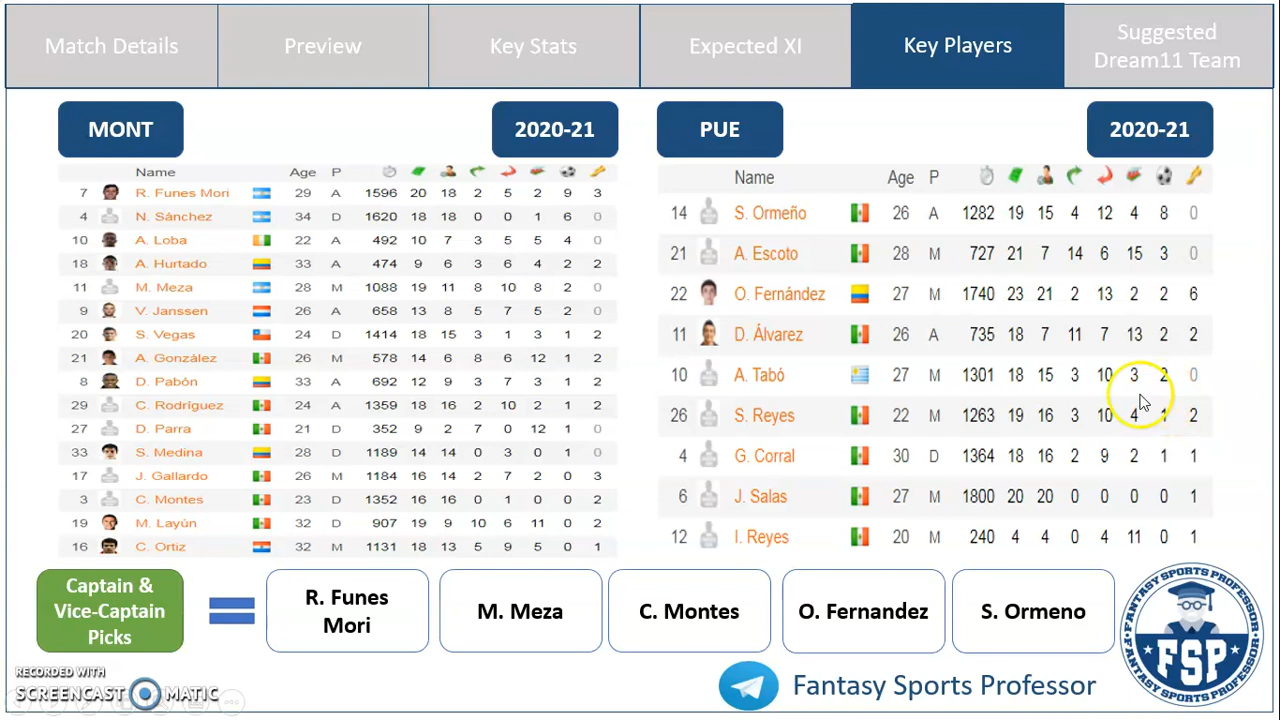 Match Details
Preview
Key Stats
Expected XI
Key Players
Suggested
Dream11 Team
MONT
2020-21
Name Age P
7 R. Funes Mori 29 A 1596 20 18 2 5 2 9 3
4 N. Sánchez 34 D 1620 18 18 0 0 1 6 0
10 A. Loba 22 A 492 10 7 3 5 5 4 0
18 A. Hurtado 33 A 474 9 6 3 6 4 2 2
11 M. Meza 28 M 1088 19 11 8 10 8 2 0
9 V. Janssen 26 A 658 13 8 5 7 5 2 0
20 S. Vegas 24 D 1414 18 15 3 1 3 1 2
21 A. González 26 M 578 14 6 8 6 12 1 2
8 D. Pabón 33 A 692 12 9 3 7 3 1 2
29 C. Rodríguez 24 A 1359 18 16 2 10 2 1 2
27 D. Parra 21 D 352 9 2 7 0 12 1 0
33 S. Medina 28 D 1189 14 14 0 3 0 1 0
17 J. Gallardo 26 M 1184 16 14 2 7 2 0 3
3 C. Montes 23 D 1352 16 16 0 1 0 0 2
19 M. Layún 32 D 907 19 9 10 6 11 0 2
16 C. Ortiz 32 M 1131 18 13 5 9 5 0 1
PUE
2020-21
Name Age P
14 S. Ormeño 26 A 1282 19 15 4 12 4 8 0
21 A. Escoto 28 M 727 21 7 14 6 15 3 0
22 O. Fernández 27 M 1740 23 21 2 13 2 2 6
11 D. Álvarez 26 A 735 18 7 11 7 13 2 2
10 A. Tabó 27 M 1301 18 15 3 10 3 2 0
26 S. Reyes 22 M 1263 19 16 3 10 4 1 2
4 G. Corral 30 D 1364 18 16 2 9 2 1 1
6 J. Salas 27 M 1800 20 20 0 0 0 0 1
12 I. Reyes 20 M 240 4 4 0 4 11 0 1
Captain &
Vice-Captain
Picks
R. Funes
Mori
M. Meza
C. Montes
O. Fernandez
S. Ormeno
RECORDED WITH
SCREENCAST MATIC
Fantasy Sports Professor
FANTASY SPORTS PROFESSOR
FSP